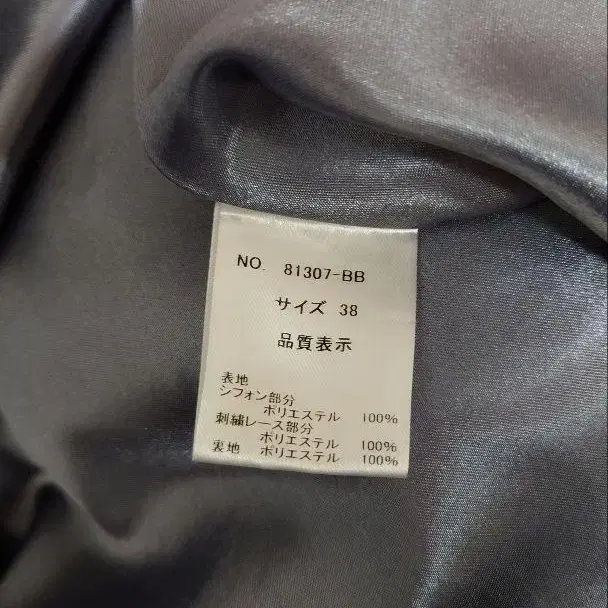 NO. 81307-BB
サイズ 38
品質表示
表地
シフォン部分
ポリエステル 100%
刺繍レース部分
ポリエステル 100%
裏地 ポリエステル 100%